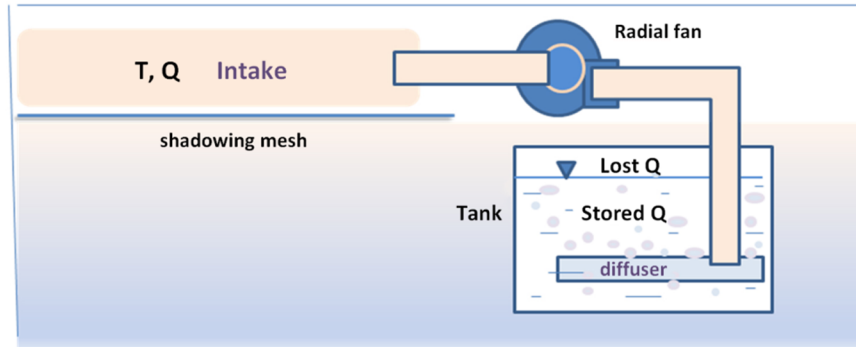 Radial fan
T, Q Intake
shadowing mesh
Lost Q
Tank
Stored Q
diffuser